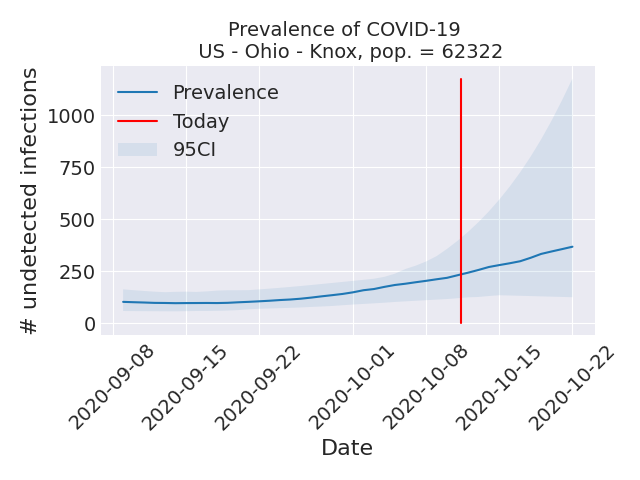 Prevalence of COVID-19
US - Ohio - Knox, pop. = 62322
# undetected infections
1000
750
500
250
0
Prevalence
Today
95CI
2020-09-08
2020-09-15
2020-09-22
2020-10-01
2020-10-08
2020-10-15
2020-10-22
Date